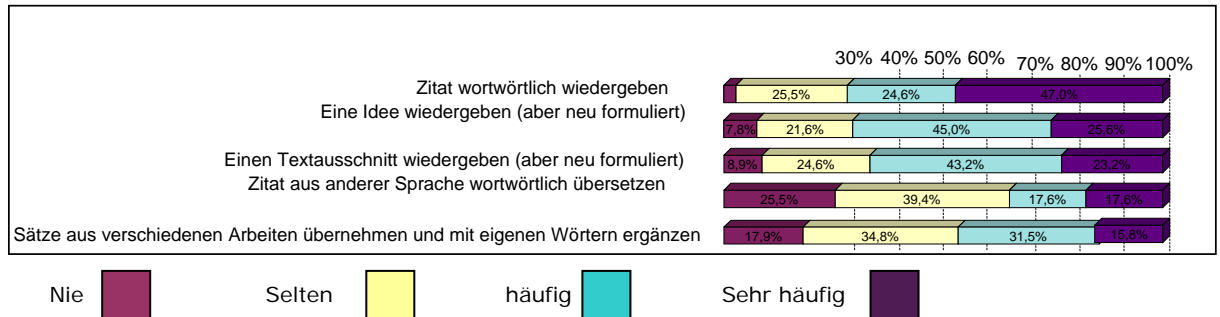 30% 40% 50% 60% 70% 80% 90% 100%
Zitat wortwörtlich wiedergeben
25,5% 24,6% 47,0%
Eine Idee wiedergeben (aber neu formuliert)
7,8% 21,6% 45,0% 25,6%
Einen Textausschnitt wiedergeben (aber neu formuliert)
8,9% 24,6% 43,2% 23,2%
Zitat aus anderer Sprache wortwörtlich übersetzen
25,5% 39,4% 17,6% 17,6%
Sätze aus verschiedenen Arbeiten übernehmen und mit eigenen Wörtern ergänzen
17,9% 34,8% 31,5% 15,8%
Nie Selten häufig Sehr häufig